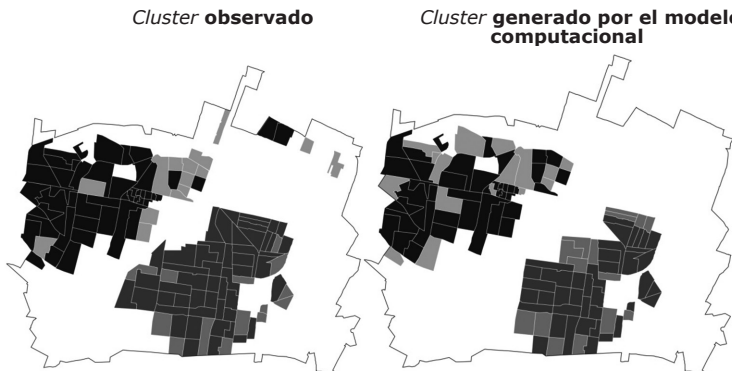 Cluster observado
Cluster generado por el modelo
computacional